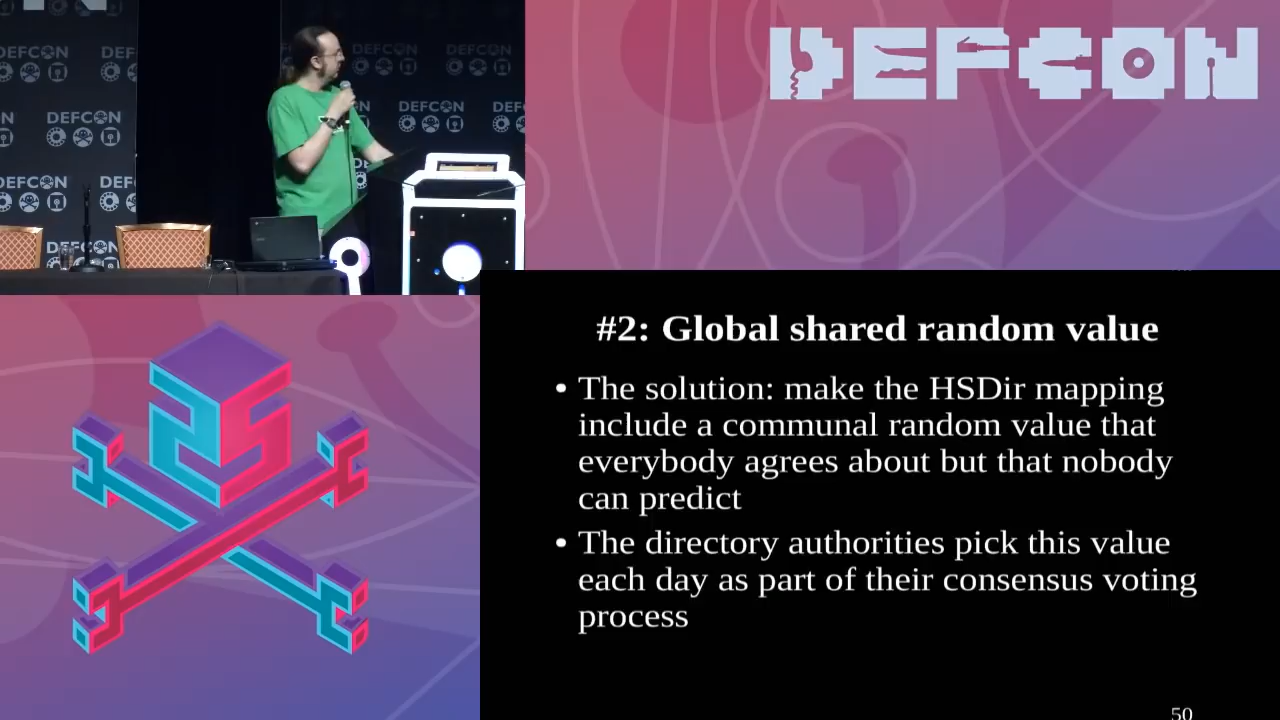 DEFCON
DEFCON
DEFCON
DEFCON
DEFCON
DEFCON
DEFCON
DEFCON
#2: Global shared random value
• The solution: make the HSDir mapping
include a communal random value that
everybody agrees about but that nobody
can predict
• The directory authorities pick this value
each day as part of their consensus voting
process
50